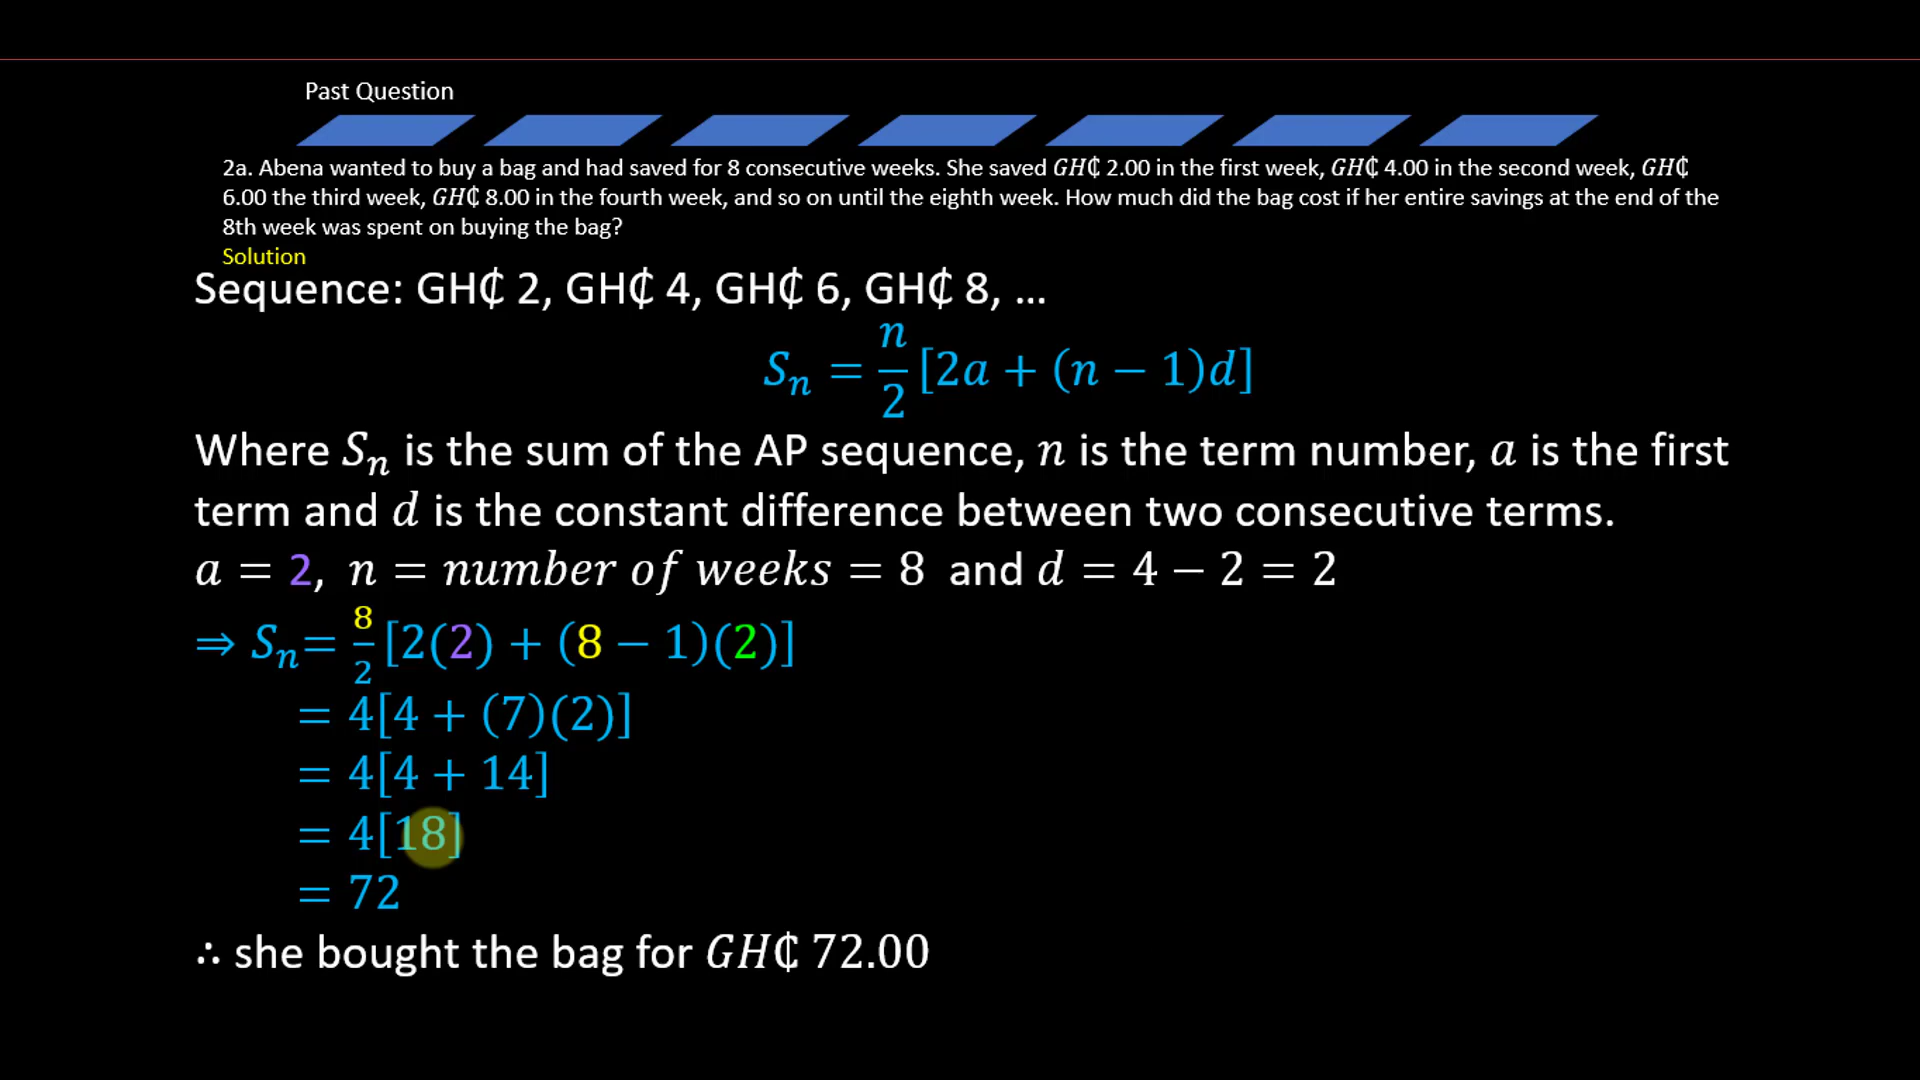 Past Question
2a. Abena wanted to buy a bag and had saved for 8 consecutive weeks. She saved GH₵ 2.00 in the first week, GH₵ 4.00 in the second week, GH₵
6.00 the third week, GH₵ 8.00 in the fourth week, and so on until the eighth week. How much did the bag cost if her entire savings at the end of the
8th week was spent on buying the bag?
Solution
Sequence: GH₵ 2, GH₵ 4, GH₵ 6, GH₵ 8, ...
Sₙ = n/2 [2a + (n − 1)d]
Where Sₙ is the sum of the AP sequence, n is the term number, a is the first
term and d is the constant difference between two consecutive terms.
a = 2, n = number of weeks = 8 and d = 4 − 2 = 2
⇒ Sₙ = 8/2 [2(2) + (8 − 1)(2)]
= 4[4 + (7)(2)]
= 4[4 + 14]
= 4[18]
= 72
∴ she bought the bag for GH₵ 72.00